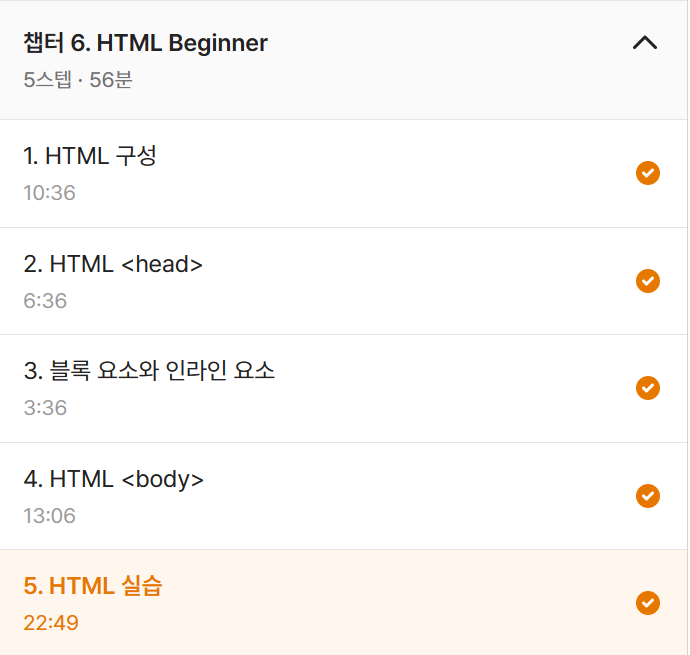 챕터 6. HTML Beginner
5스텝 · 56분
1. HTML 구성
10:36
2. HTML <head>
6:36
3. 블록 요소와 인라인 요소
3:36
4. HTML <body>
13:06
5. HTML 실습
22:49